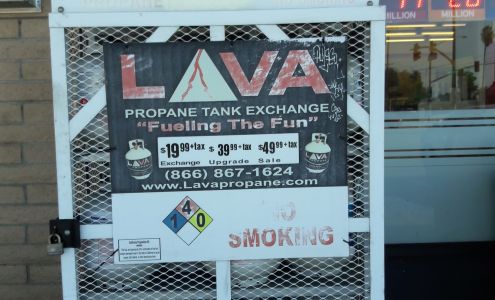 MILLION MILLION
LAVA
PROPANE TANK EXCHANGE
"Fueling The Fun"
$19.99+tax $ 39.99+tax $49.99+tax
Exchange Upgrade Sale
(866) 867-1624
www.Lavapropane.com
4
1 0
NO
SMOKING